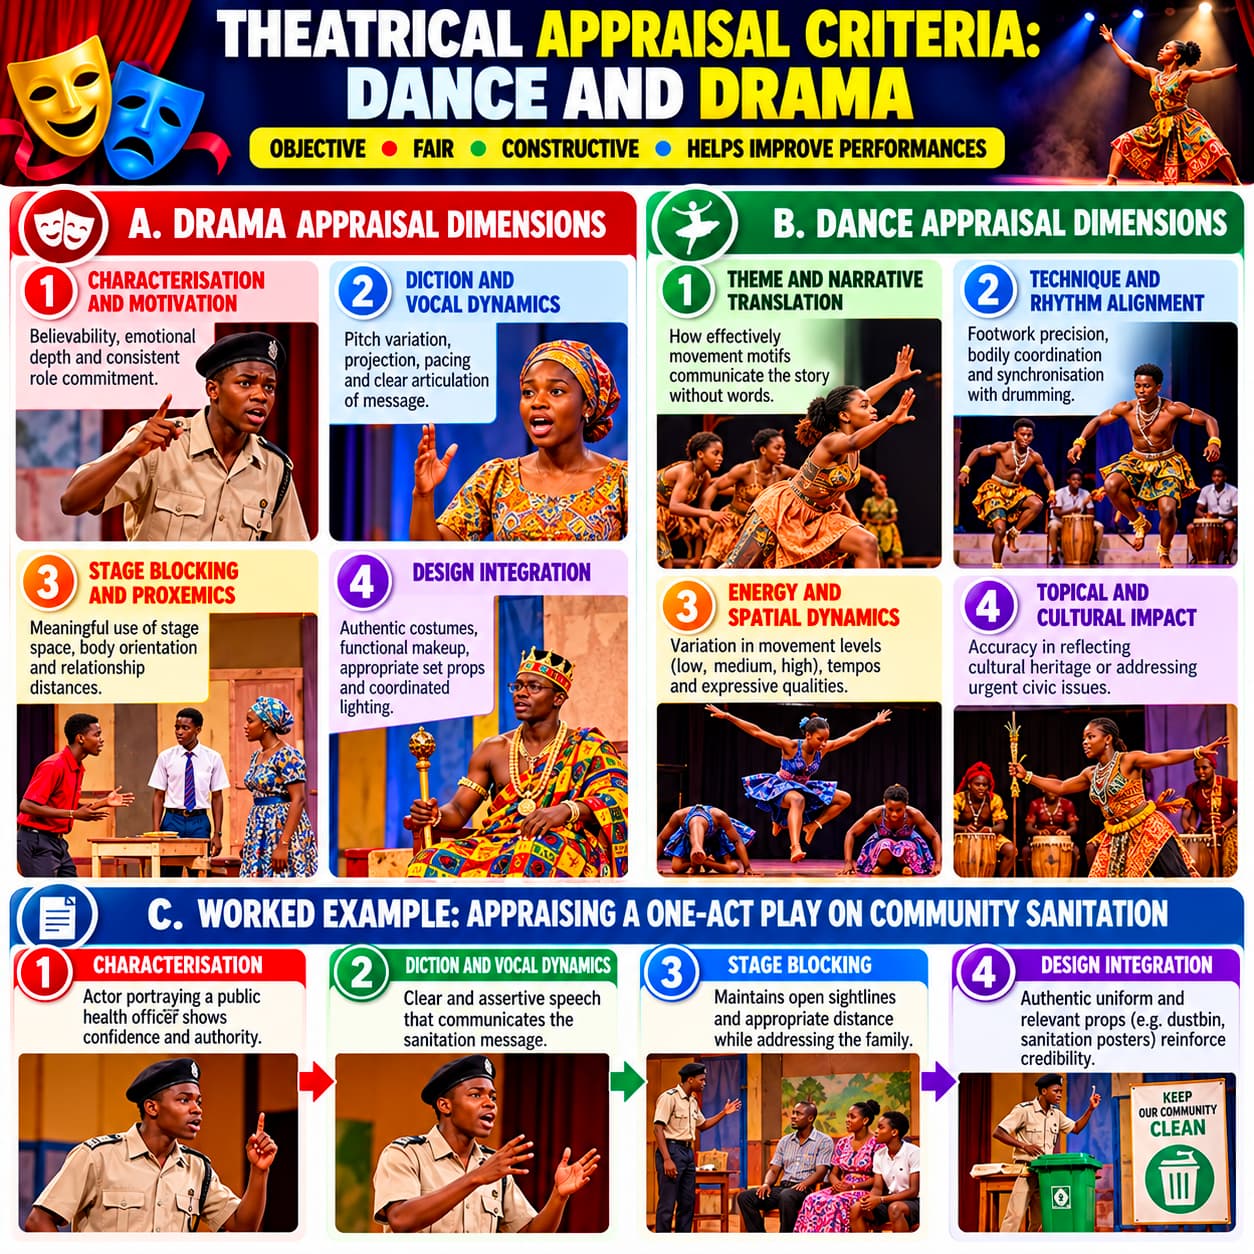 THEATRICAL APPRAISAL CRITERIA:
DANCE AND DRAMA
OBJECTIVE ● FAIR ● CONSTRUCTIVE ● HELPS IMPROVE PERFORMANCES
A. DRAMA APPRAISAL DIMENSIONS
1 CHARACTERISATION
AND MOTIVATION
Believability, emotional
depth and consistent
role commitment.
2 DICTION AND
VOCAL DYNAMICS
Pitch variation,
projection, pacing
and clear articulation
of message.
3 STAGE BLOCKING
AND PROXEMICS
Meaningful use of stage
space, body orientation
and relationship
distances.
4 DESIGN INTEGRATION
Authentic costumes,
functional makeup,
appropriate set props
and coordinated
lighting.
B. DANCE APPRAISAL DIMENSIONS
1 THEME AND NARRATIVE
TRANSLATION
How effectively
movement motifs
communicate the story
without words.
2 TECHNIQUE AND
RHYTHM ALIGNMENT
Footwork precision,
bodily coordination
and synchronisation
with drumming.
3 ENERGY AND
SPATIAL DYNAMICS
Variation in movement levels
(low, medium, high), tempos
and expressive qualities.
4 TOPICAL AND
CULTURAL IMPACT
Accuracy in reflecting
cultural heritage or addressing
urgent civic issues.
C. WORKED EXAMPLE: APPRAISING A ONE-ACT PLAY ON COMMUNITY SANITATION
1 CHARACTERISATION
Actor portraying a public
health officer shows
confidence and authority.
2 DICTION AND VOCAL DYNAMICS
Clear and assertive speech
that communicates the
sanitation message.
3 STAGE BLOCKING
Maintains open sightlines
and appropriate distance
while addressing the family.
4 DESIGN INTEGRATION
Authentic uniform and
relevant props (e.g. dustbin,
sanitation posters) reinforce
credibility.
KEEP
OUR COMMUNITY
CLEAN